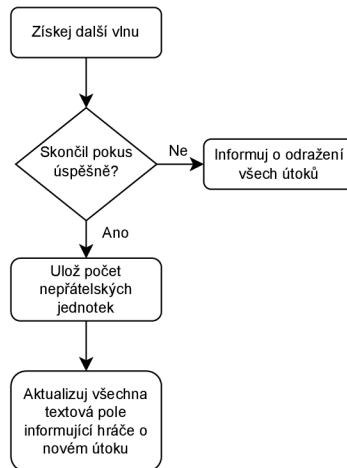 Získej další vlnu
Skončil pokus
úspěšně?
Ne
Informuj o odražení
všech útoků
Ano
Ulož počet
nepřátelských
jednotek
Aktualizuj všechna
textová pole
informující hráče o
novém útoku